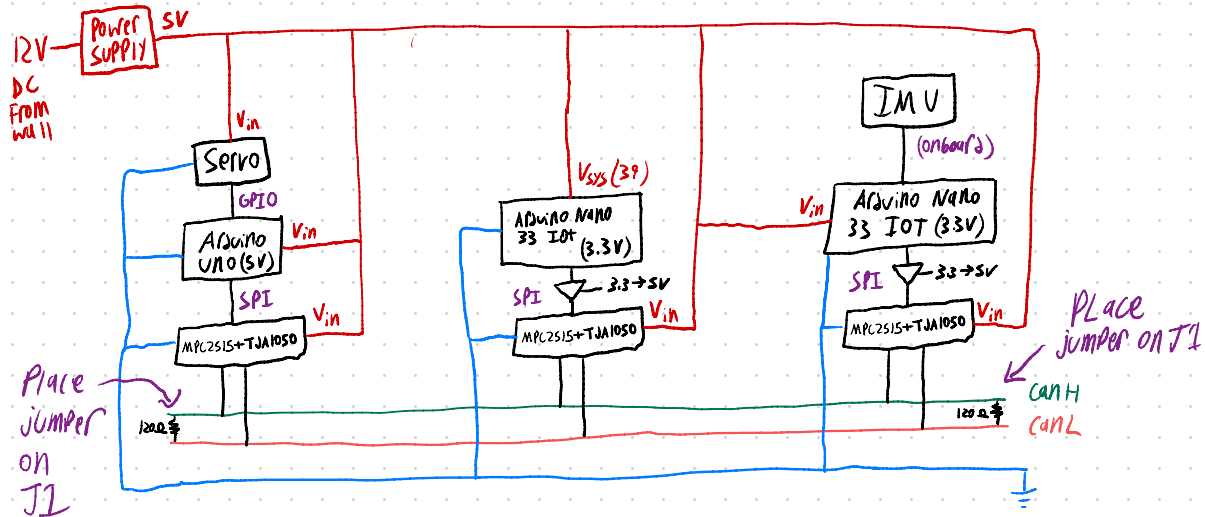 12V
DC
From
wall
Power
Supply
5V
Vin
Servo
GPIO
Arduino
UNO (5V)
Vin
SPI
Vin
MPC2515+TJA1050
Place
jumper
on
J1
120Ω
Vsys (39)
Arduino Nano
33 IOT
(3.3V)
SPI
3.3→5V
Vin
MPC2515+TJA1050
IMU
(onboard)
Vin
Arduino Nano
33 IOT (3.3V)
SPI
3.3→5V
Vin
MPC2515+TJA1050
PLace
jumper on J1
120Ω
CanH
CanL